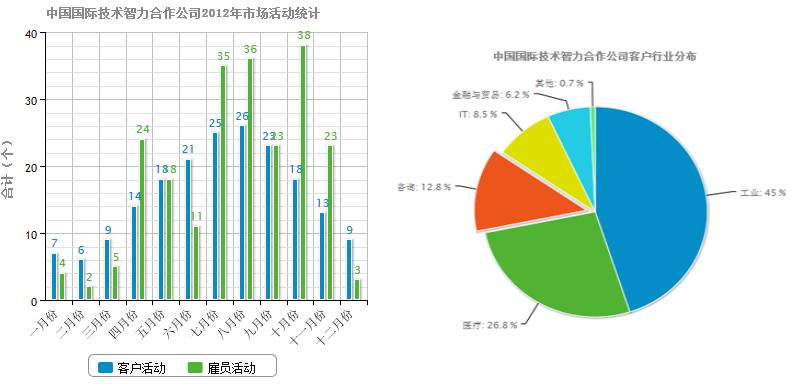 中国国际技术智力合作公司2012年市场活动统计
合计（个）
40
30
20
10
0
7 4
6 2
9 5
14 24
18 18
21 11
25 35
26 36
23 23
18 38
13 23
9 3
一月份 二月份 三月份 四月份 五月份 六月份 七月份 八月份 九月份 十月份 十一月份 十二月份
客户活动 雇员活动
中国国际技术智力合作公司客户行业分布
其他: 0.7 %
金融与贸易: 6.2 %
IT: 8.5 %
咨询: 12.8 %
工业: 45 %
医疗: 26.8 %